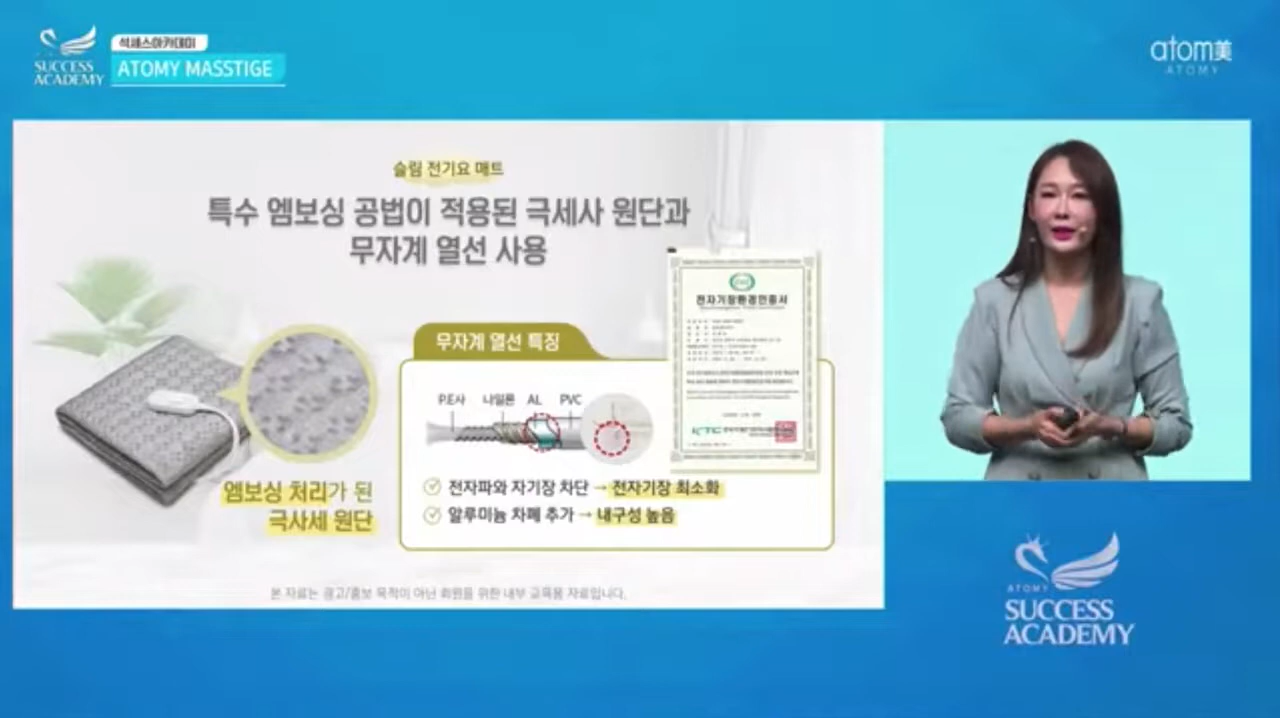 석세스아카데미
SUCCESS
ACADEMY
ATOMY MASSTIGE
atom美
ATOMY
슬림 전기요 매트
특수 엠보싱 공법이 적용된 극세사 원단과
무자계 열선 사용
전자기장환경인증서
무자계 열선 특징
P.E사 나일론 AL PVC
KTC
전자파와 자기장 차단 → 전자기장 최소화
알루미늄 차폐 추가 → 내구성 높음
엠보싱 처리가 된
극사세 원단
본 자료는 광고/홍보 목적이 아닌 회원을 위한 내부 교육용 자료입니다.
ATOMY
SUCCESS
ACADEMY